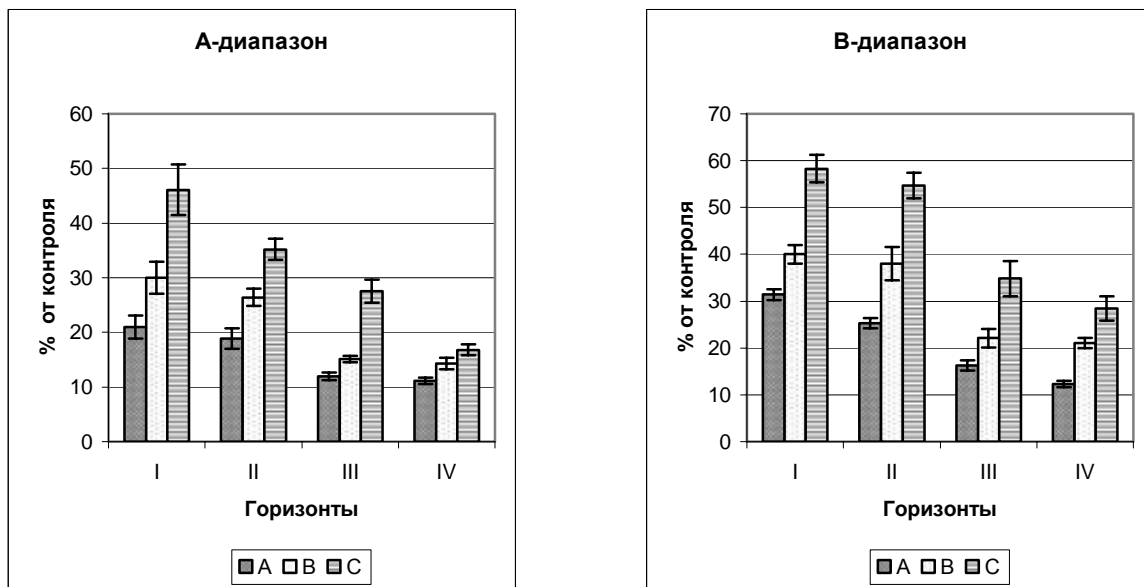 А-диапазон
% от контроля
60
50
40
30
20
10
0
I II III IV
Горизонты
A B C
В-диапазон
% от контроля
70
60
50
40
30
20
10
0
I II III IV
Горизонты
A B C